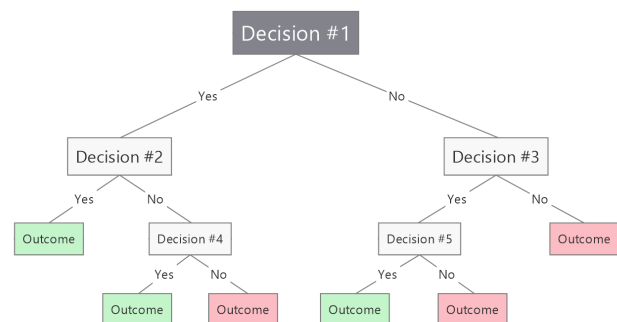 Decision #1
Yes
No
Decision #2
Decision #3
Yes
No
Yes
No
Outcome
Decision #4
Decision #5
Outcome
Yes
No
Yes
No
Outcome
Outcome
Outcome
Outcome